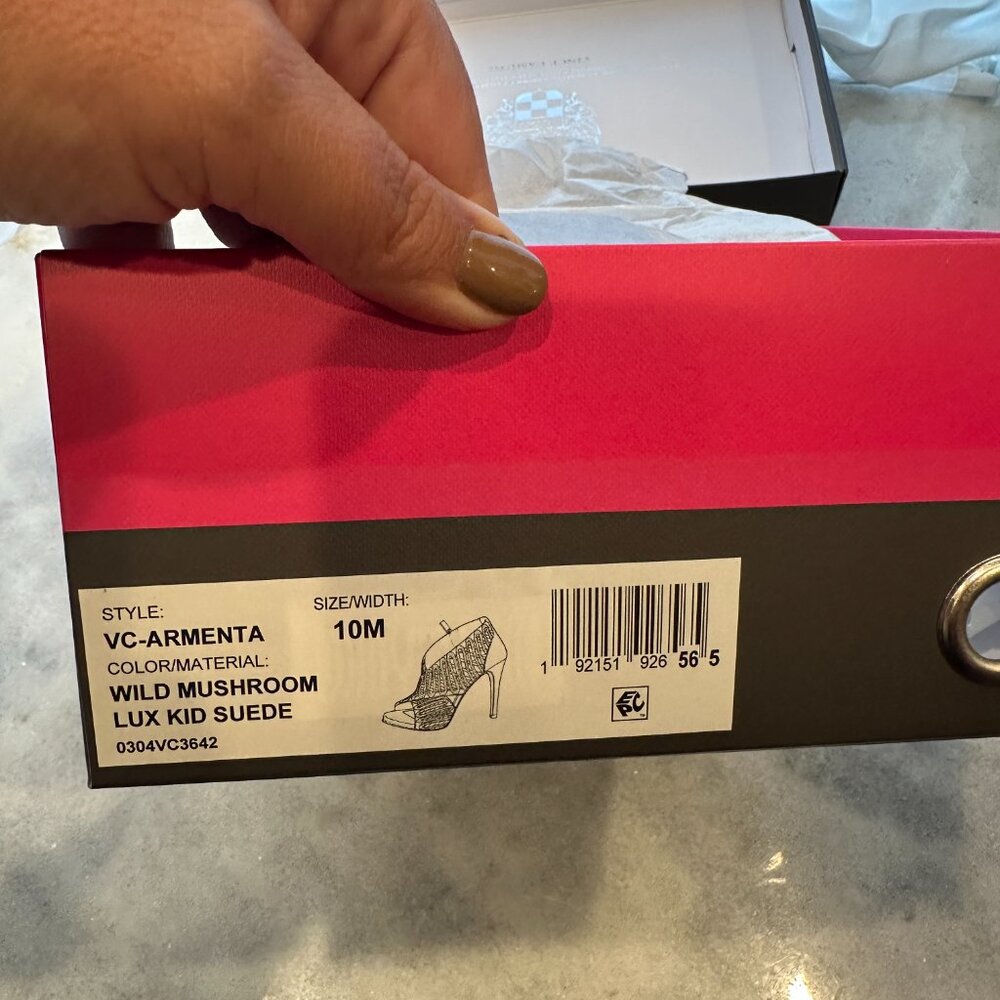 STYLE:
VC-ARMENTA
COLOR/MATERIAL:
WILD MUSHROOM
LUX KID SUEDE
0304VC3642
SIZE/WIDTH:
10M
1 92151 926 56 5
EPC